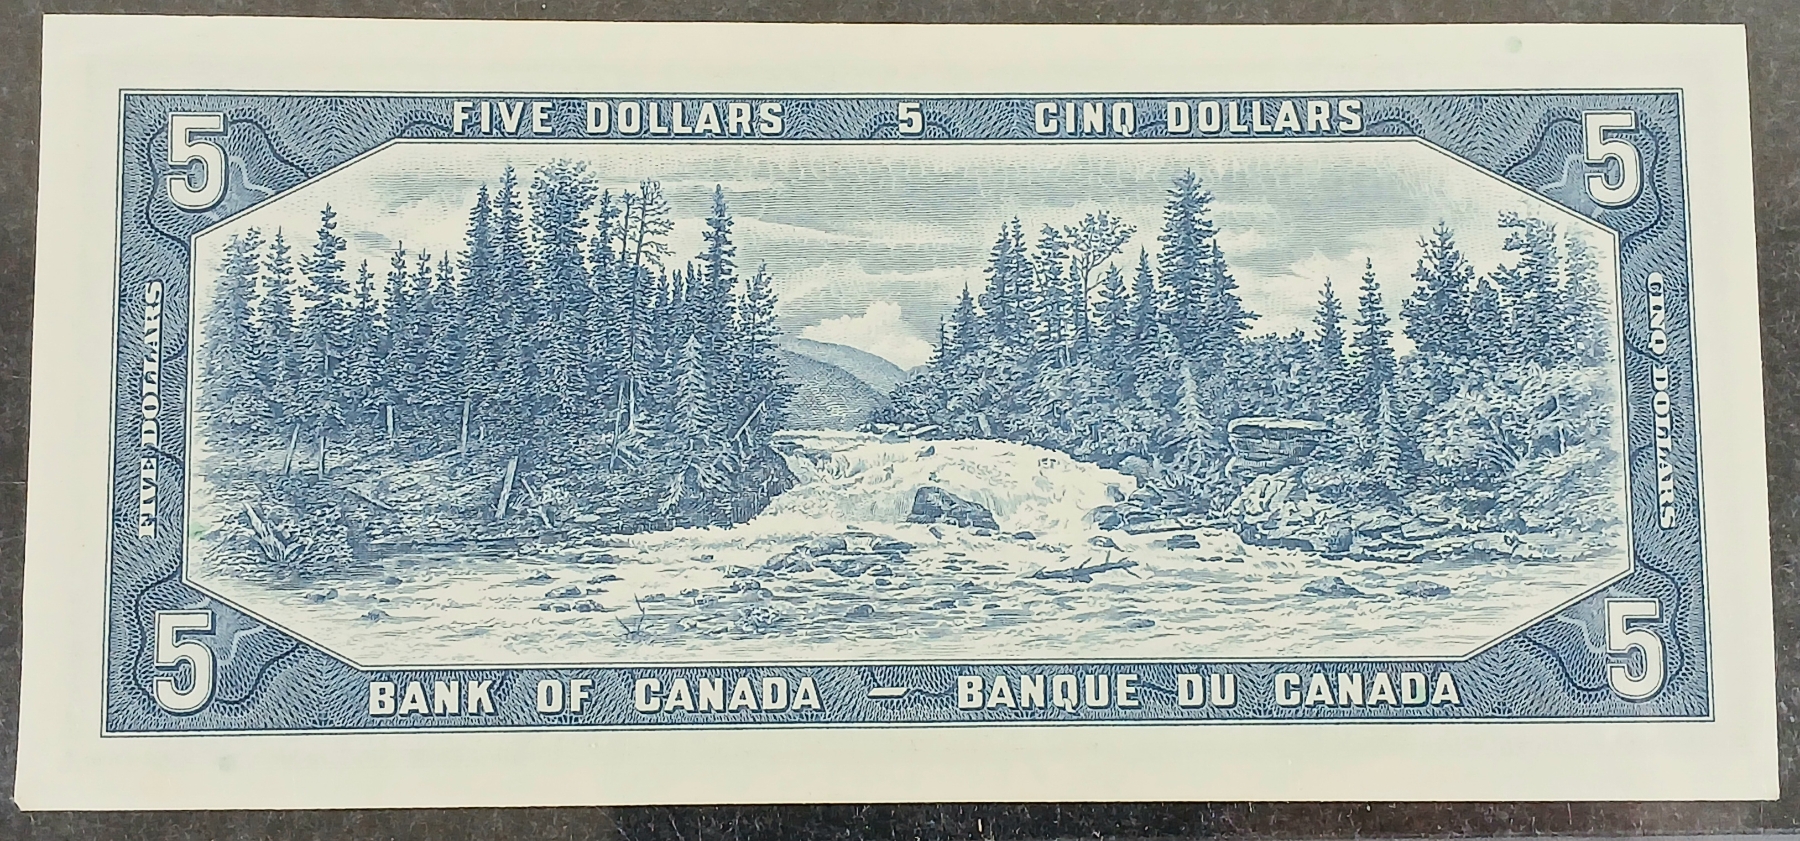 FIVE DOLLARS 5 CINQ DOLLARS
5 5
FIVE DOLLARS
CINQ DOLLARS
5 5
BANK OF CANADA — BANQUE DU CANADA